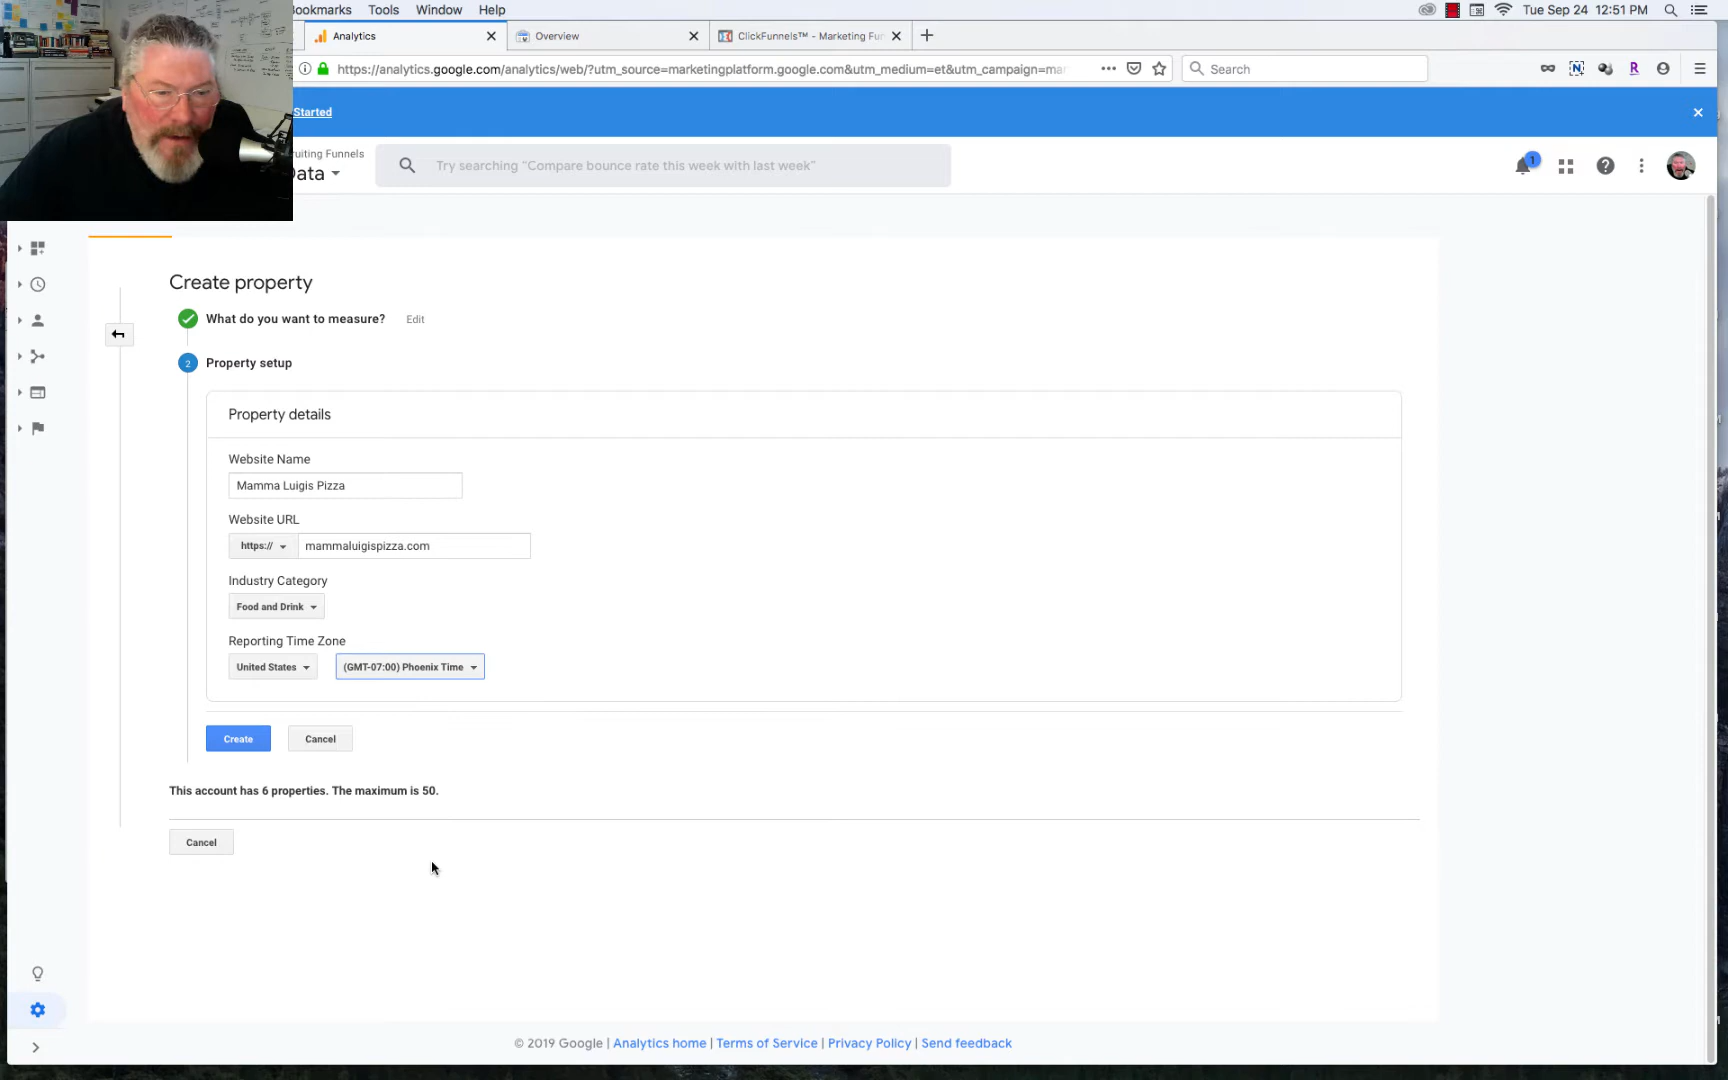 Bookmarks Tools Window Help
Tue Sep 24 12:51 PM
Analytics
Overview
ClickFunnels™ - Marketing Fun
https://analytics.google.com/analytics/web/?utm_source=marketingplatform.google.com&utm_medium=et&utm_campaign=mar
Search
Started
Funnels
Data
Try searching "Compare bounce rate this week with last week"
1
Create property
What do you want to measure? Edit
2 Property setup
Property details
Website Name
Mamma Luigis Pizza
Website URL
https:// mammaluigispizza.com
Industry Category
Food and Drink
Reporting Time Zone
United States (GMT-07:00) Phoenix Time
Create Cancel
This account has 6 properties. The maximum is 50.
Cancel
© 2019 Google | Analytics home | Terms of Service | Privacy Policy | Send feedback